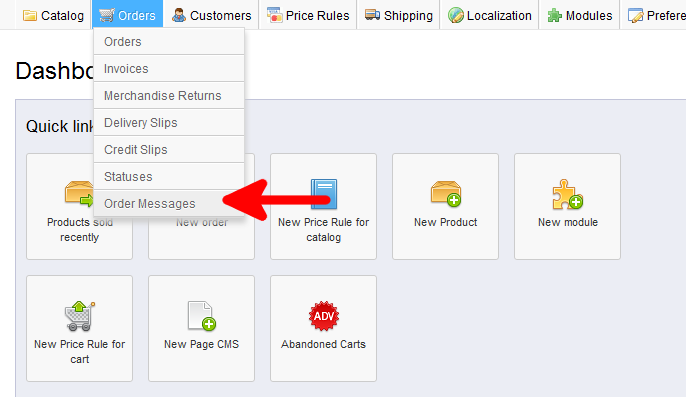 Catalog Orders Customers Price Rules Shipping Localization Modules Prefere
Orders
Invoices
Merchandise Returns
Delivery Slips
Credit Slips
Statuses
Order Messages
Dashbo
Quick link
Products sold
recently
New order
New Price Rule for
catalog
New Product
New module
New Price Rule for
cart
New Page CMS
ADV
Abandoned Carts